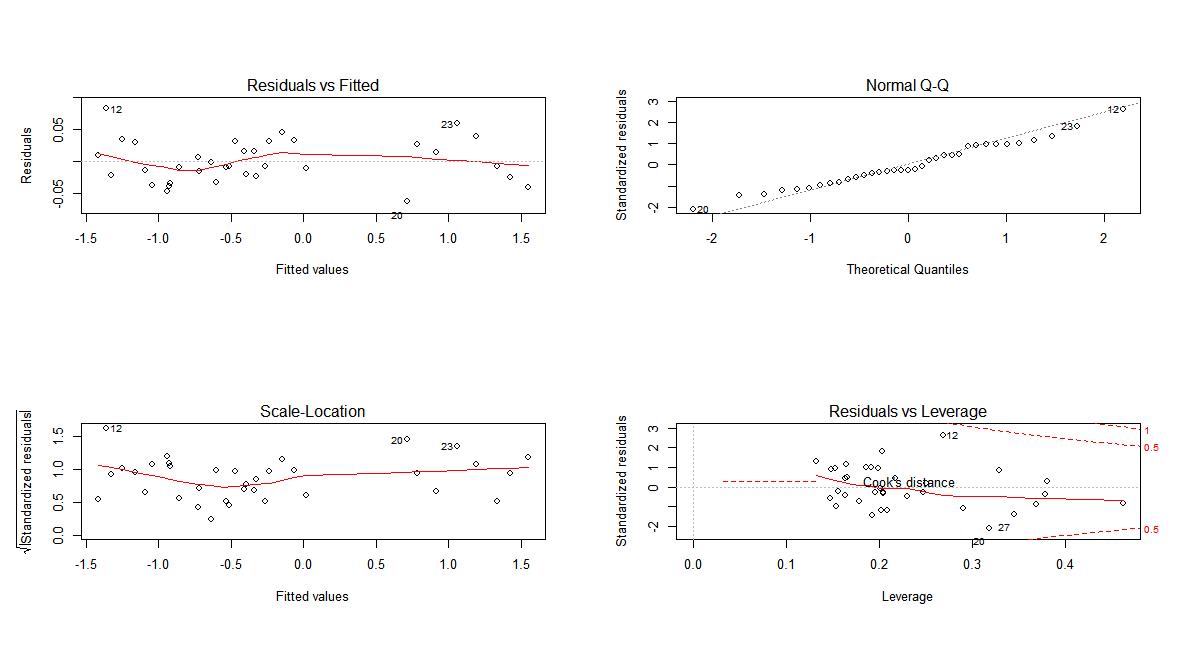 Residuals vs Fitted
Residuals
0.05
-0.05
12
23
20
-1.5 -1.0 -0.5 0.0 0.5 1.0 1.5
Fitted values
Normal Q-Q
Standardized residuals
3
2
1
0
-2
12
23
20
-2 -1 0 1 2
Theoretical Quantiles
Scale-Location
√|Standardized residuals|
1.5
1.0
0.5
0.0
12
20
23
-1.5 -1.0 -0.5 0.0 0.5 1.0 1.5
Fitted values
Residuals vs Leverage
Standardized residuals
3
2
0
-2
12
1
0.5
Cook's distance
27
20
0.5
0.0 0.1 0.2 0.3 0.4
Leverage